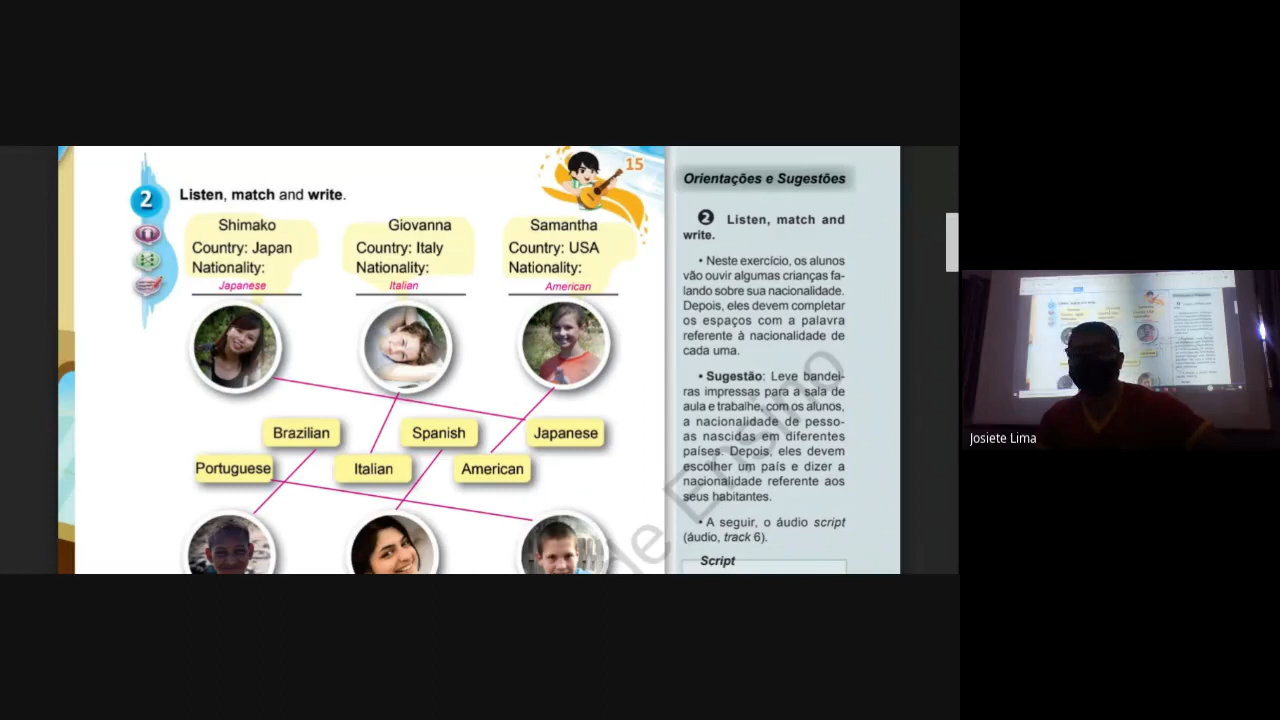 15
2 Listen, match and write.
Shimako
Country: Japan
Nationality:
Japanese
Giovanna
Country: Italy
Nationality:
Italian
Samantha
Country: USA
Nationality:
American
Brazilian
Spanish
Japanese
Portuguese
Italian
American
Orientações e Sugestões
2 Listen, match and
write.
• Neste exercício, os alunos
vão ouvir algumas crianças fa-
lando sobre sua nacionalidade.
Depois, eles devem completar
os espaços com a palavra
referente à nacionalidade de
cada uma.
• Sugestão: Leve bandei-
ras impressas para a sala de
aula e trabalhe, com os alunos,
a nacionalidade de pesso-
as nascidas em diferentes
países. Depois, eles devem
escolher um país e dizer a
nacionalidade referente aos
seus habitantes.
• A seguir, o áudio script
(áudio, track 6).
Script
de Ensino
Josiete Lima